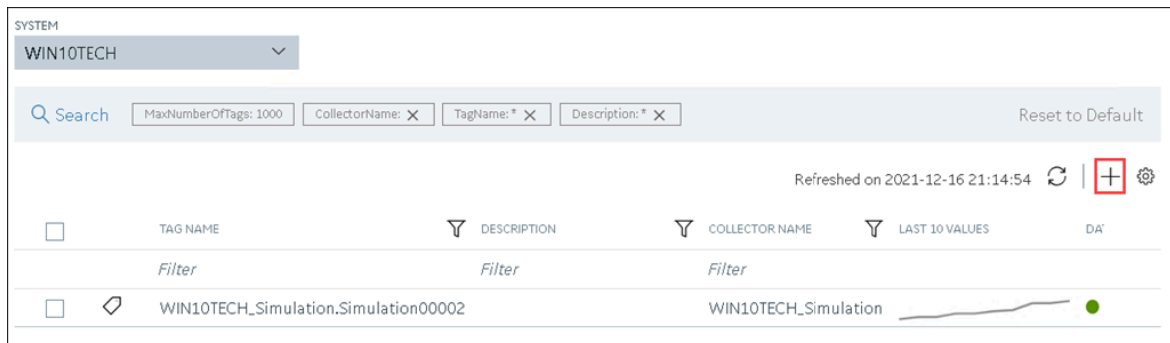 SYSTEM
WIN10TECH
Search MaxNumberOfTags: 1000 CollectorName: TagName: * Description: * Reset to Default
Refreshed on 2021-12-16 21:14:54
TAG NAME DESCRIPTION COLLECTOR NAME LAST 10 VALUES DA
Filter Filter Filter
WIN10TECH_Simulation.Simulation00002 WIN10TECH_Simulation